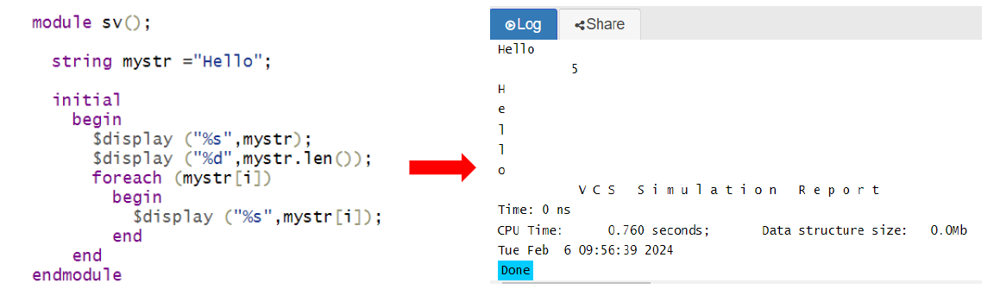 module sv();
string mystr ="Hello";
initial
begin
$display ("%s",mystr);
$display ("%d",mystr.len());
foreach (mystr[i])
begin
$display ("%s",mystr[i]);
end
end
endmodule
Log Share
Hello
5
H
e
l
l
o
V C S   S i m u l a t i o n   R e p o r t
Time: 0 ns
CPU Time:      0.760 seconds;       Data structure size:   0.0Mb
Tue Feb  6 09:56:39 2024
Done